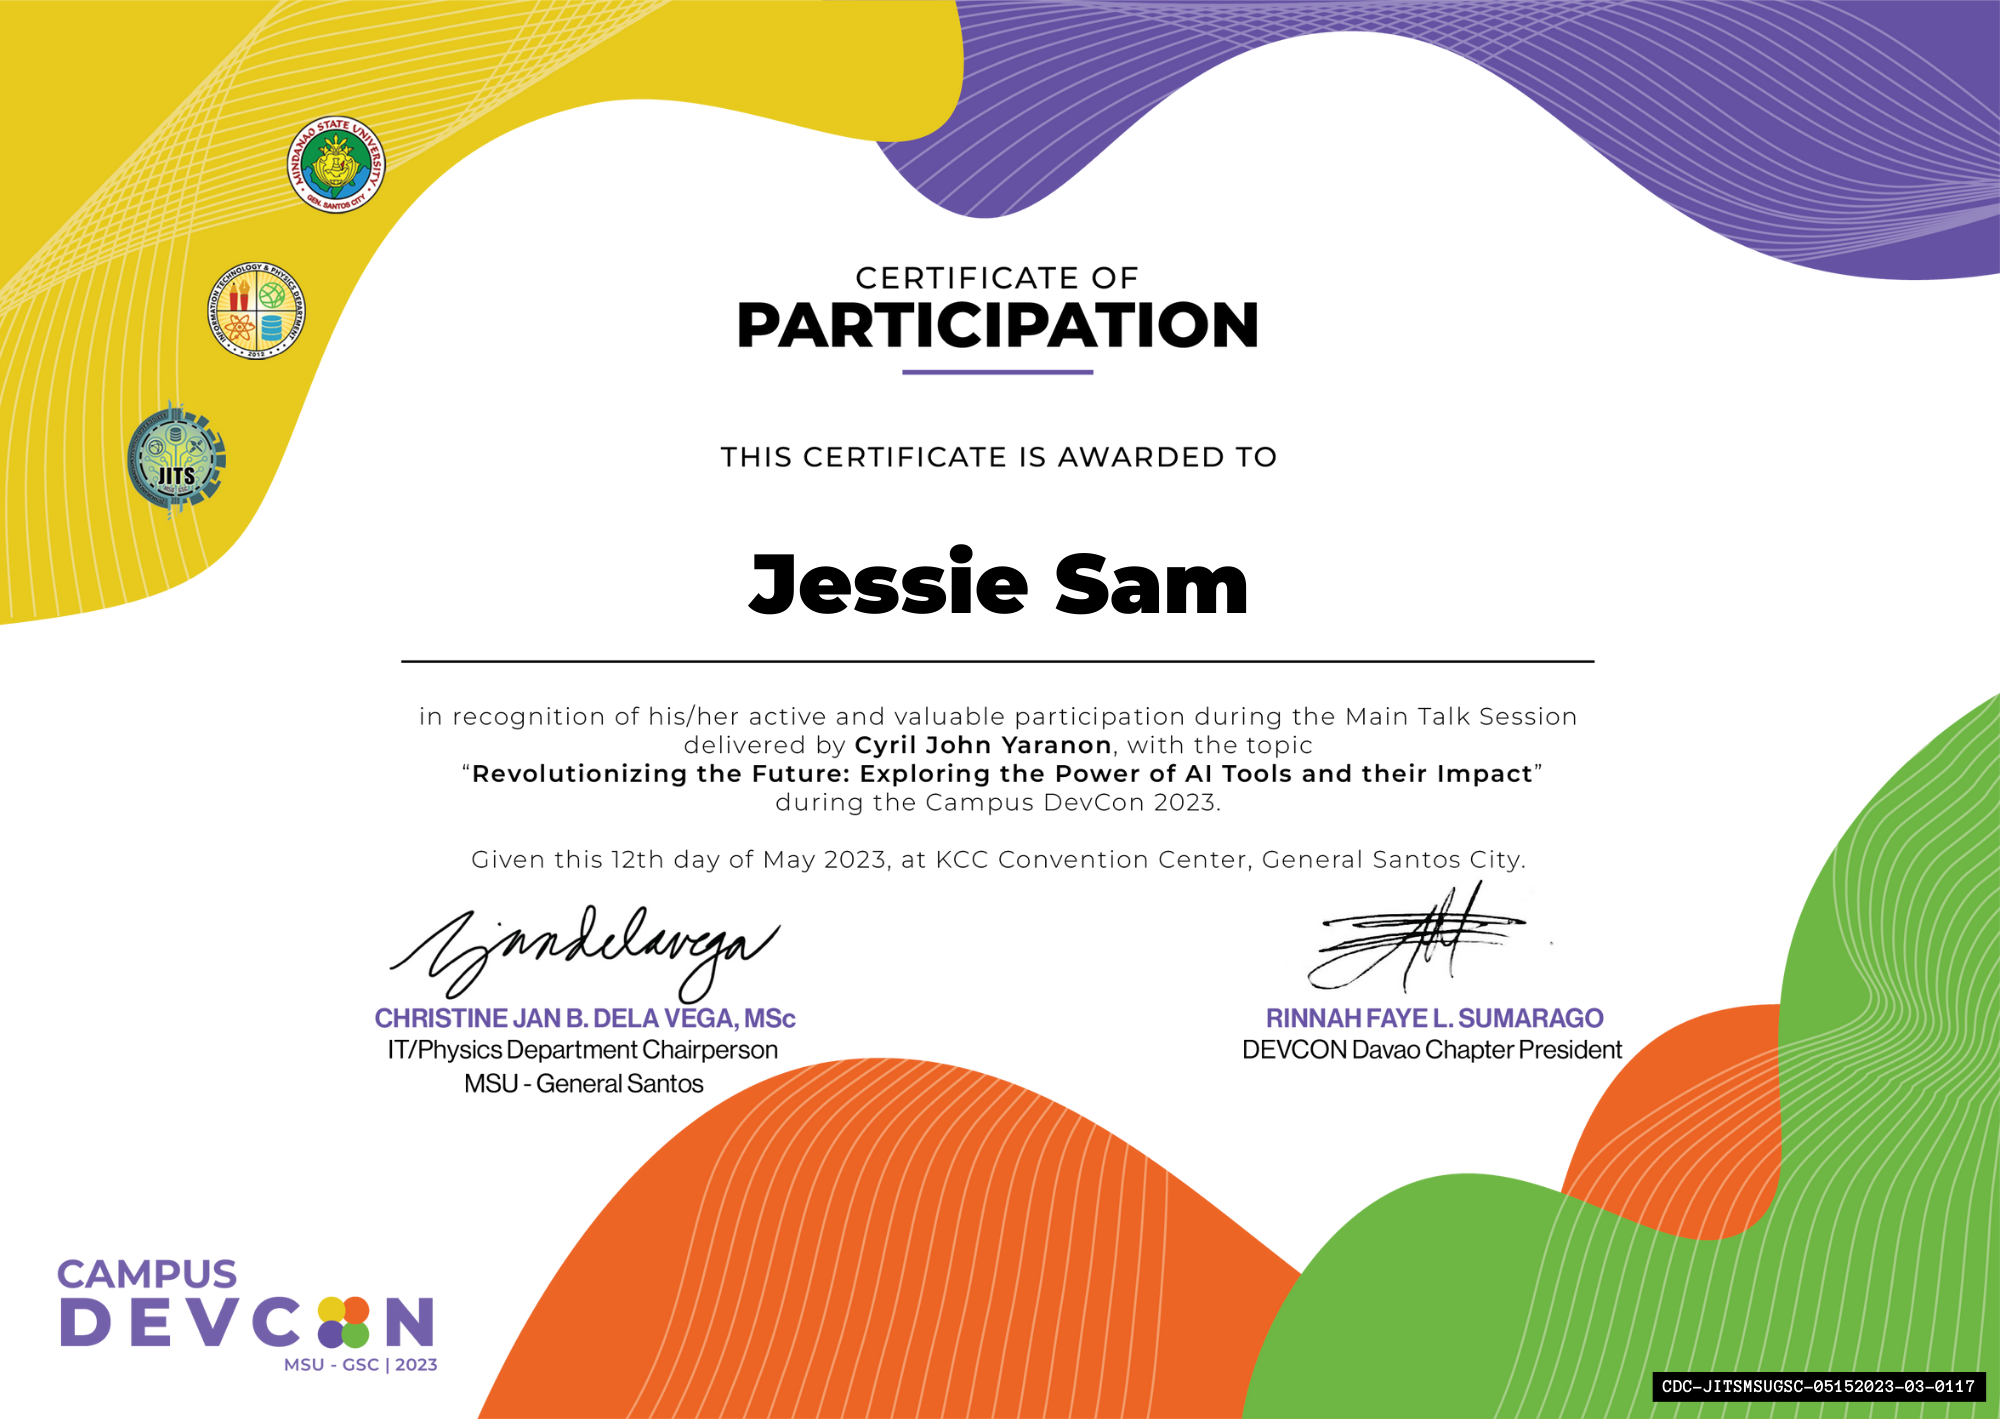 MINDANAO STATE UNIVERSITY
GEN. SANTOS CITY
INFORMATION TECHNOLOGY & PHYSICS DEPARTMENT
2012
JITS
CERTIFICATE OF
PARTICIPATION
THIS CERTIFICATE IS AWARDED TO
Jessie Sam
in recognition of his/her active and valuable participation during the Main Talk Session
delivered by Cyril John Yaranon, with the topic
“Revolutionizing the Future: Exploring the Power of AI Tools and their Impact”
during the Campus DevCon 2023.
Given this 12th day of May 2023, at KCC Convention Center, General Santos City.
CHRISTINE JAN B. DELA VEGA, MSc
IT/Physics Department Chairperson
MSU - General Santos
RINNAH FAYE L. SUMARAGO
DEVCON Davao Chapter President
CAMPUS
DEVCON
MSU - GSC | 2023
CDC-JITSMSUGSC-05152023-03-0117